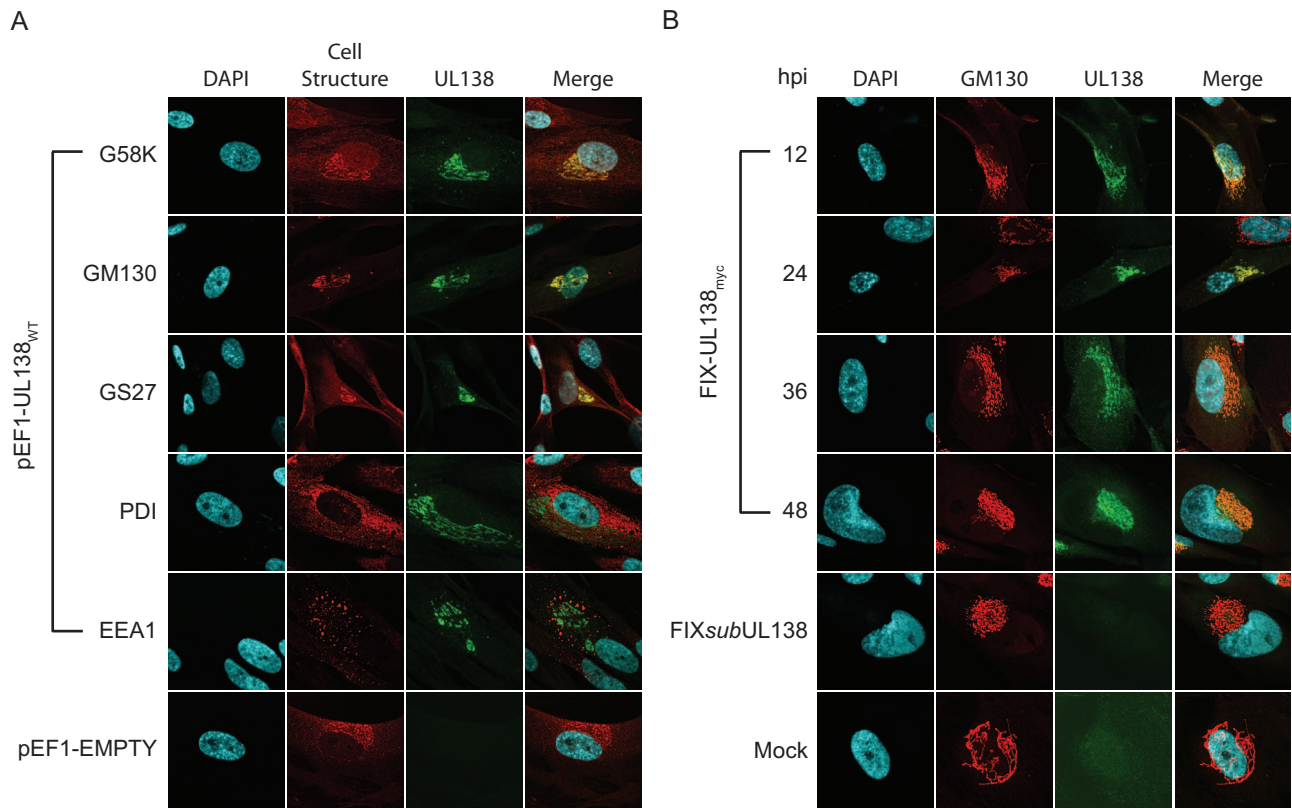 A
DAPI Cell Structure UL138 Merge
pEF1-UL138WT
G58K
GM130
GS27
PDI
EEA1
pEF1-EMPTY
B
hpi DAPI GM130 UL138 Merge
FIX-UL138myc
12
24
36
48
FIXsubUL138
Mock